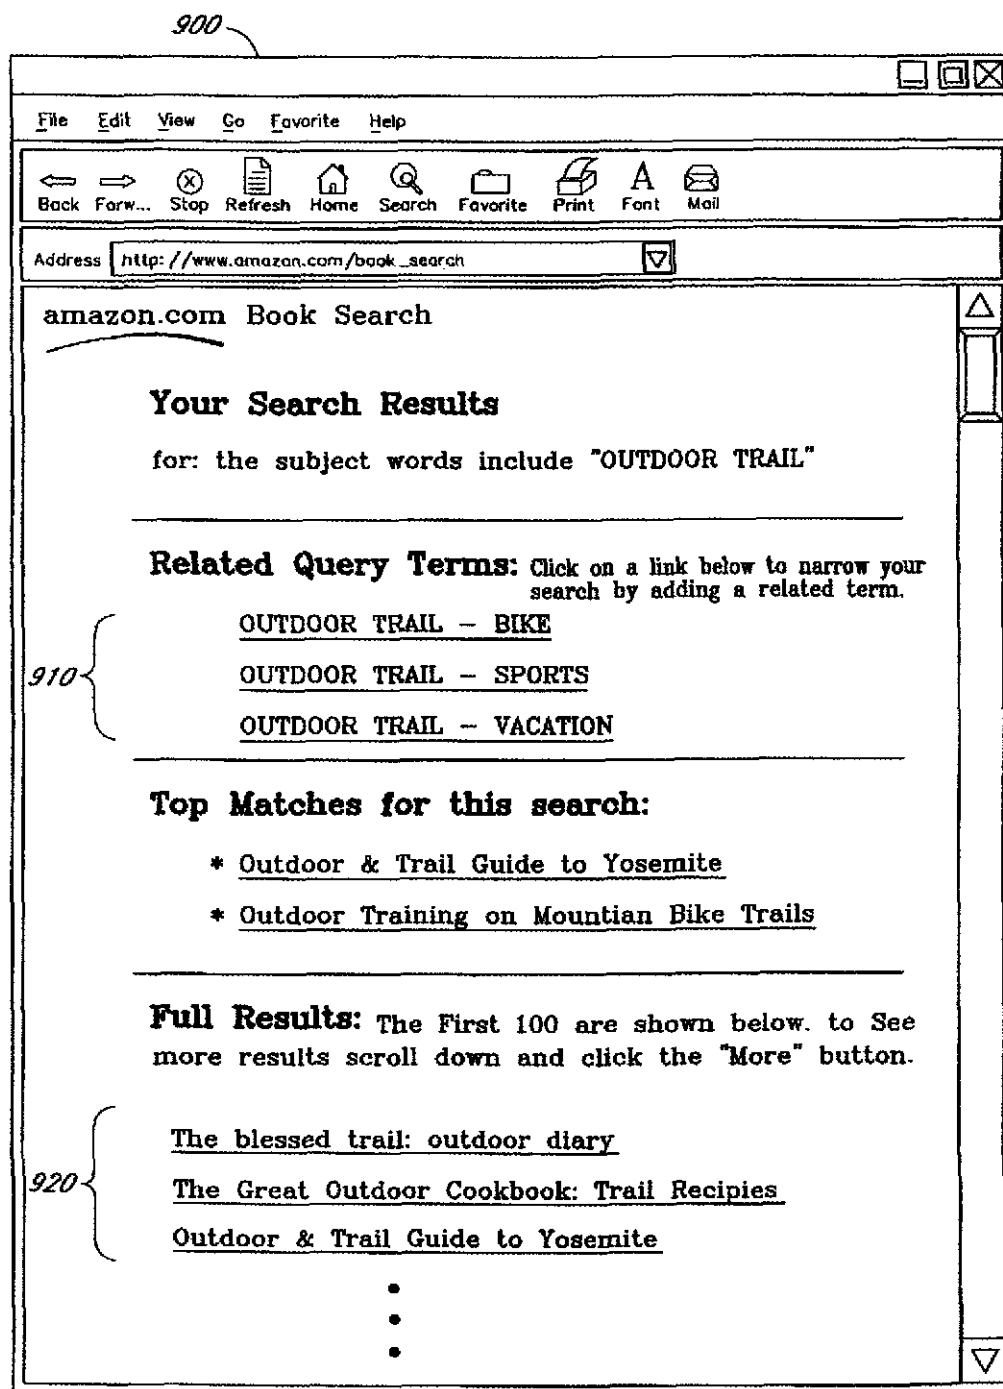 900
File Edit View Go Favorite Help
Back Forw... Stop Refresh Home Search Favorite Print Font Mail
Address http://www.amazon.com/book_search
amazon.com Book Search
Your Search Results
for: the subject words include "OUTDOOR TRAIL"
Related Query Terms: Click on a link below to narrow your
search by adding a related term.
910
OUTDOOR TRAIL – BIKE
OUTDOOR TRAIL – SPORTS
OUTDOOR TRAIL – VACATION
Top Matches for this search:
* Outdoor & Trail Guide to Yosemite
* Outdoor Training on Mountian Bike Trails
Full Results: The First 100 are shown below. to See
more results scroll down and click the "More" button.
920
The blessed trail: outdoor diary
The Great Outdoor Cookbook: Trail Recipies
Outdoor & Trail Guide to Yosemite